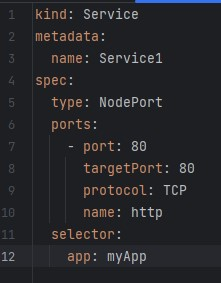 1 kind: Service
2 metadata:
3   name: Service1
4 spec:
5   type: NodePort
6   ports:
7     - port: 80
8       targetPort: 80
9       protocol: TCP
10       name: http
11   selector:
12     app: myApp